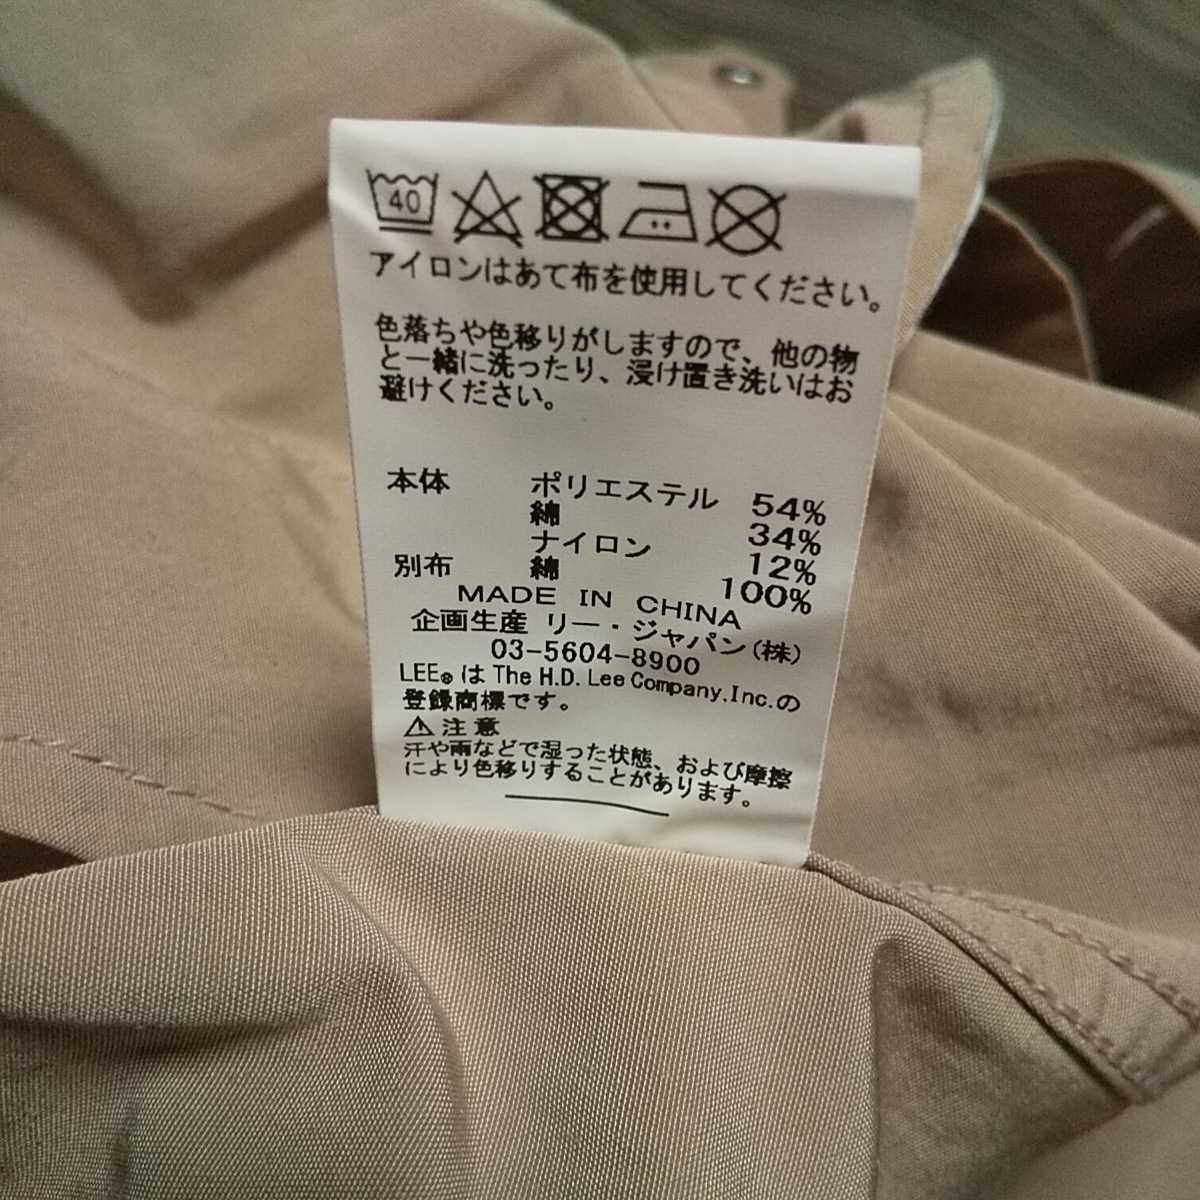 40
アイロンはあて布を使用してください。
色落ちや色移りがしますので、他の物
と一緒に洗ったり、浸け置き洗いはお
避けください。
本体 ポリエステル 54%
綿 34%
ナイロン 12%
別布 綿 100%
MADE IN CHINA
企画生産 リー・ジャパン(株)
03-5604-8900
LEE®は The H.D. Lee Company,Inc.の
登録商標です。
⚠注意
汗や雨などで湿った状態、および摩擦
により色移りすることがあります。